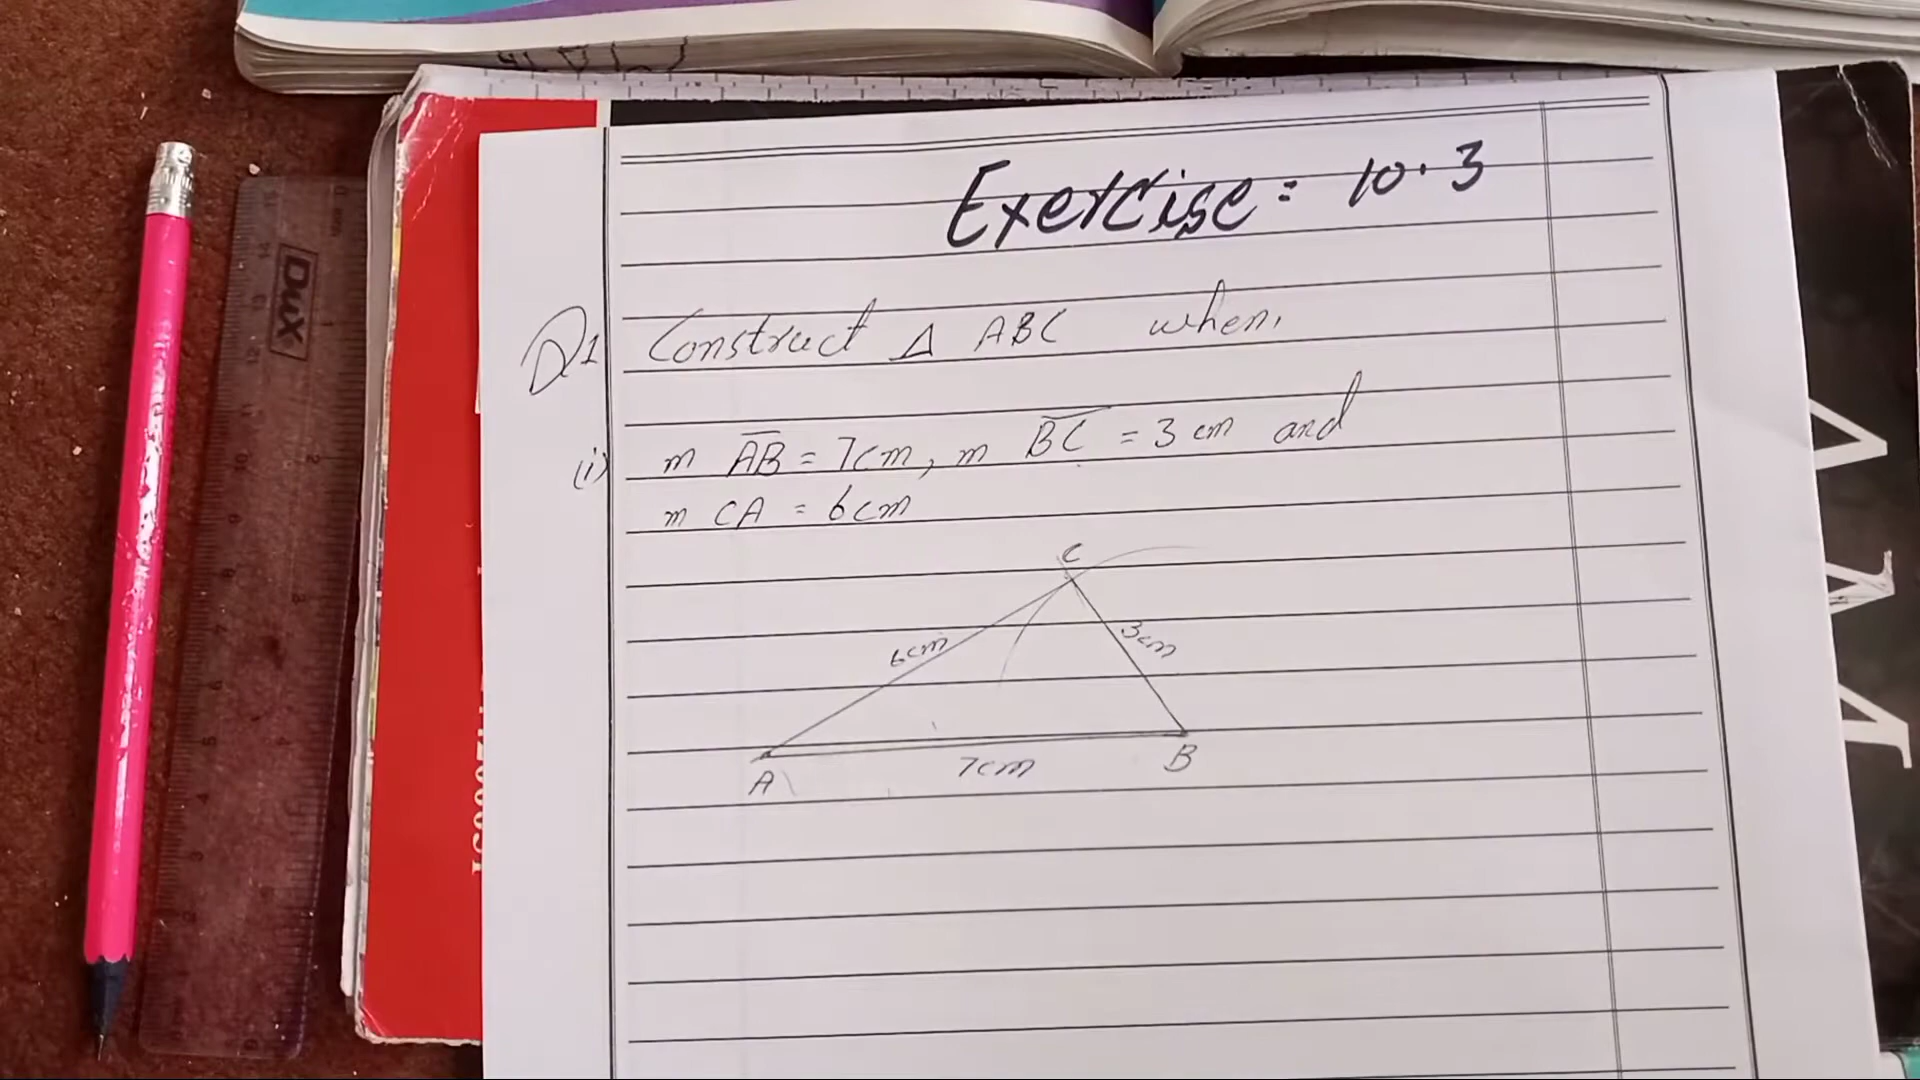 Exercise = 10.3
Q1 Construct Δ ABC when,
(i) m AB = 7cm, m BC = 3 cm and
m CA = 6cm
C
6cm
3cm
A
7cm
B
DUX